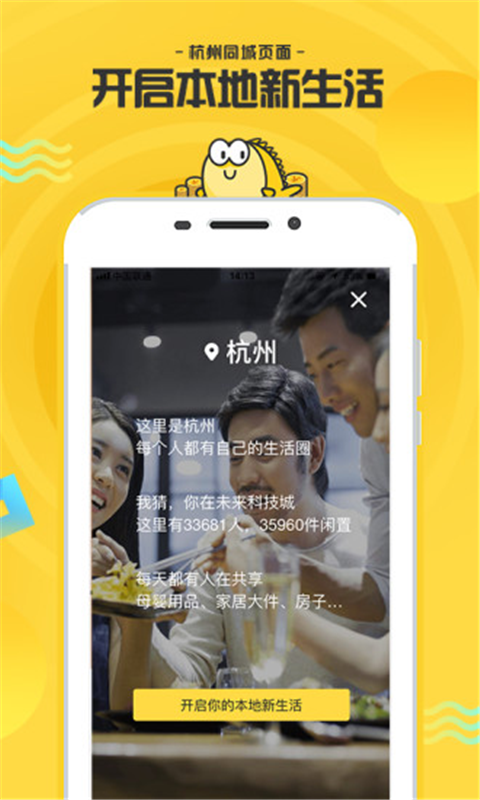 - 杭州同城页面 -
开启本地新生活
中国联通 14:13
杭州
这里是杭州
每个人都有自己的生活圈
我猜，你在未来科技城
这里有33681人，35960件闲置
每天都有人在共享
母婴用品、家居大件、房子...
开启你的本地新生活